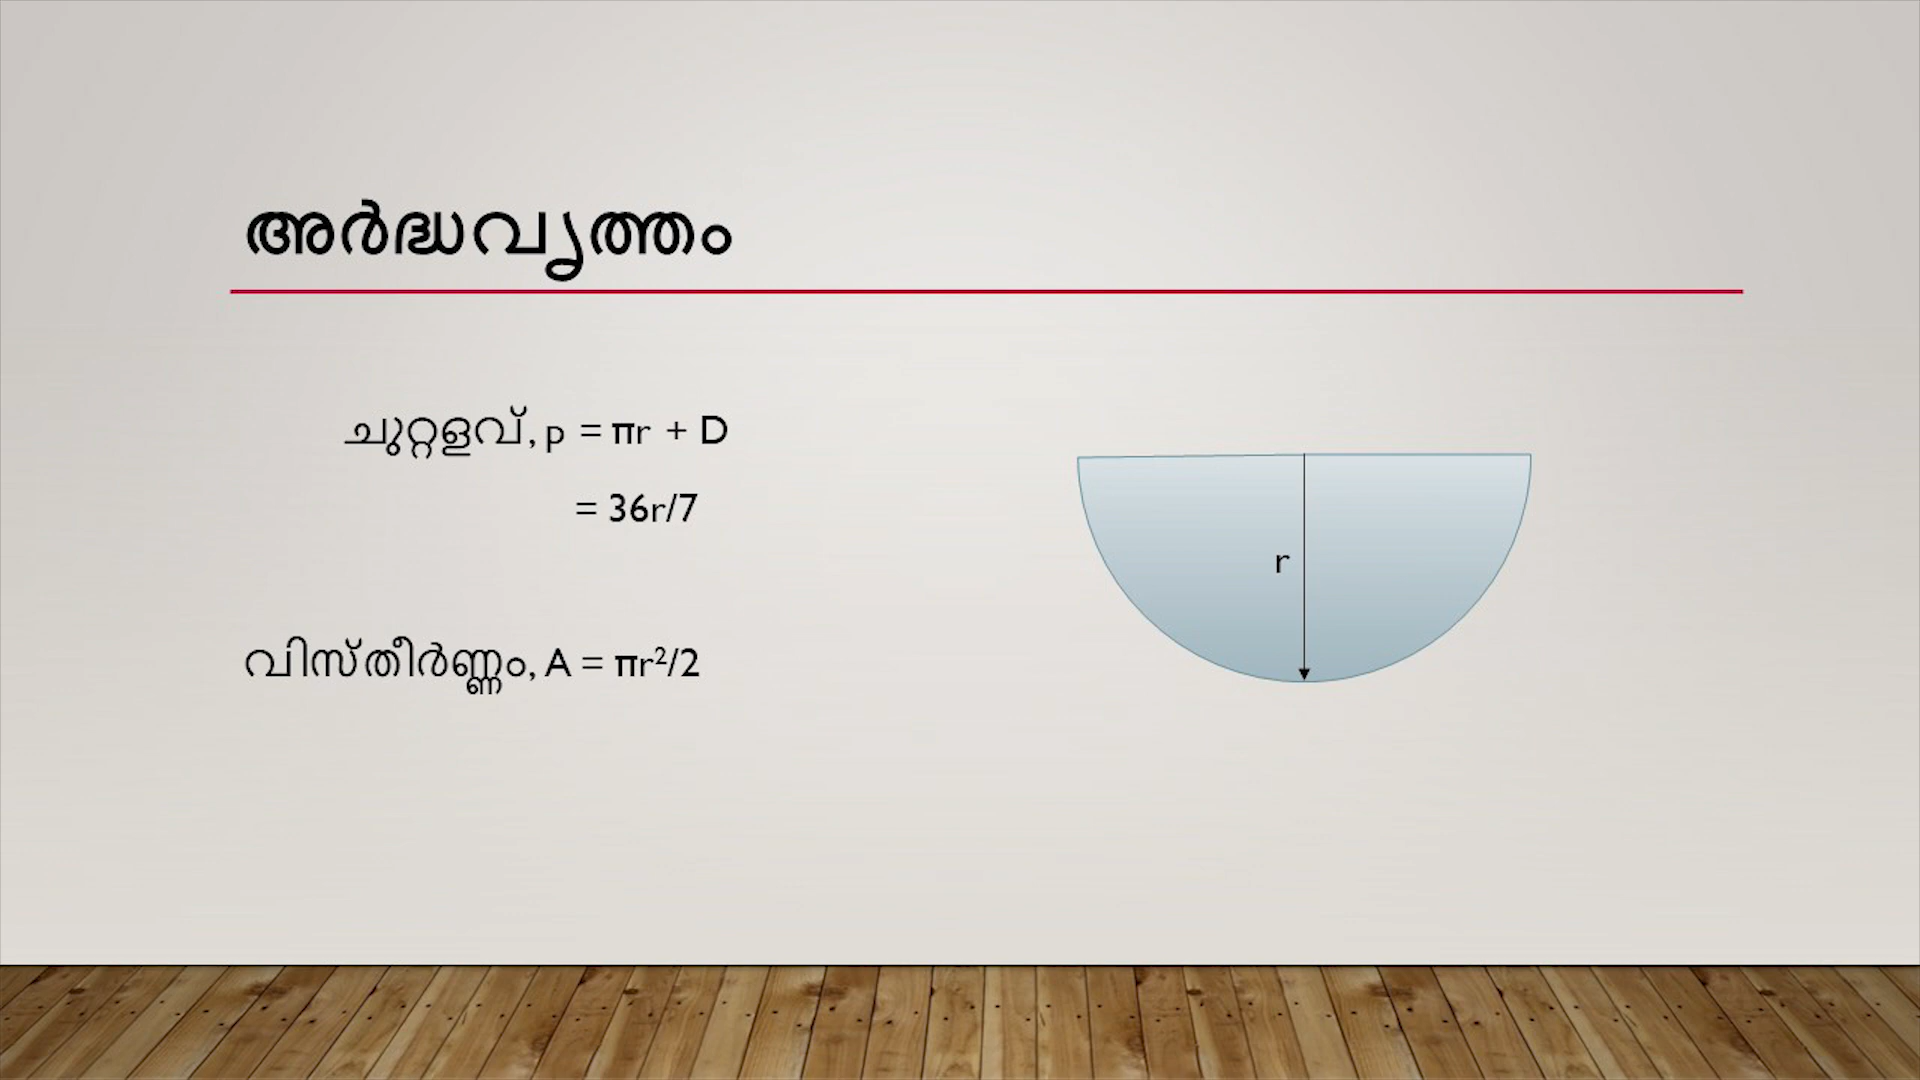 അർദ്ധവൃത്തം
ചുറ്റളവ്, p = πr + D
= 36r/7
r
വിസ്തീർണ്ണം, A = πr²/2